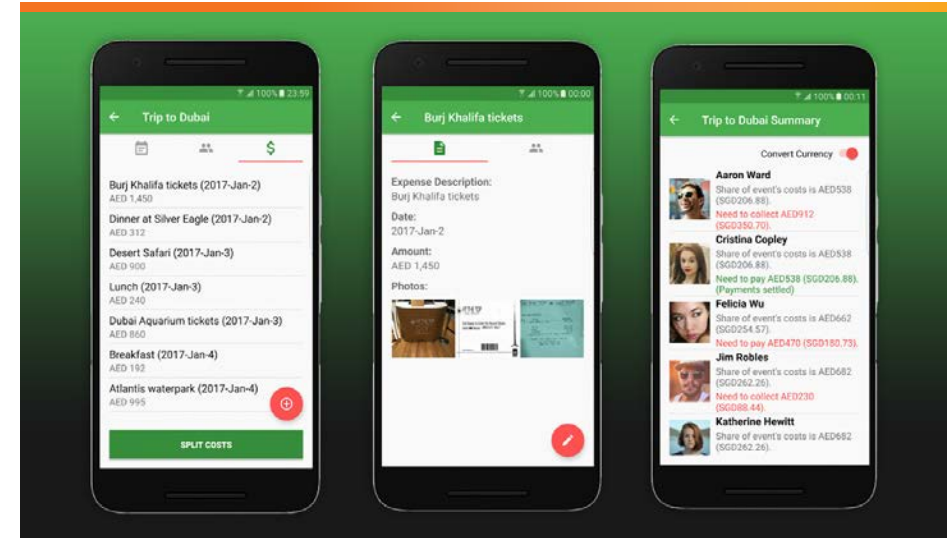 100% 23:59
Trip to Dubai
$
Burj Khalifa tickets (2017-Jan-2)
AED 1,450
Dinner at Silver Eagle (2017-Jan-2)
AED 312
Desert Safari (2017-Jan-3)
AED 900
Lunch (2017-Jan-3)
AED 240
Dubai Aquarium tickets (2017-Jan-3)
AED 860
Breakfast (2017-Jan-4)
AED 192
Atlantis waterpark (2017-Jan-4)
AED 995
SPLIT COSTS
100% 00:00
Burj Khalifa tickets
Expense Description:
Burj Khalifa tickets
Date:
2017-Jan-2
Amount:
AED 1,450
Photos:
100% 00:11
Trip to Dubai Summary
Convert Currency
Aaron Ward
Share of event's costs is AED538
(SGD206.88).
Need to collect AED912
(SGD350.70).
Cristina Copley
Share of event's costs is AED538
(SGD206.88).
Need to pay AED538 (SGD206.88).
(Payments settled)
Felicia Wu
Share of event's costs is AED662
(SGD254.57).
Need to pay AED470 (SGD180.73).
Jim Robles
Share of event's costs is AED682
(SGD262.26).
Need to collect AED230
(SGD88.44).
Katherine Hewitt
Share of event's costs is AED682
(SGD262.26).